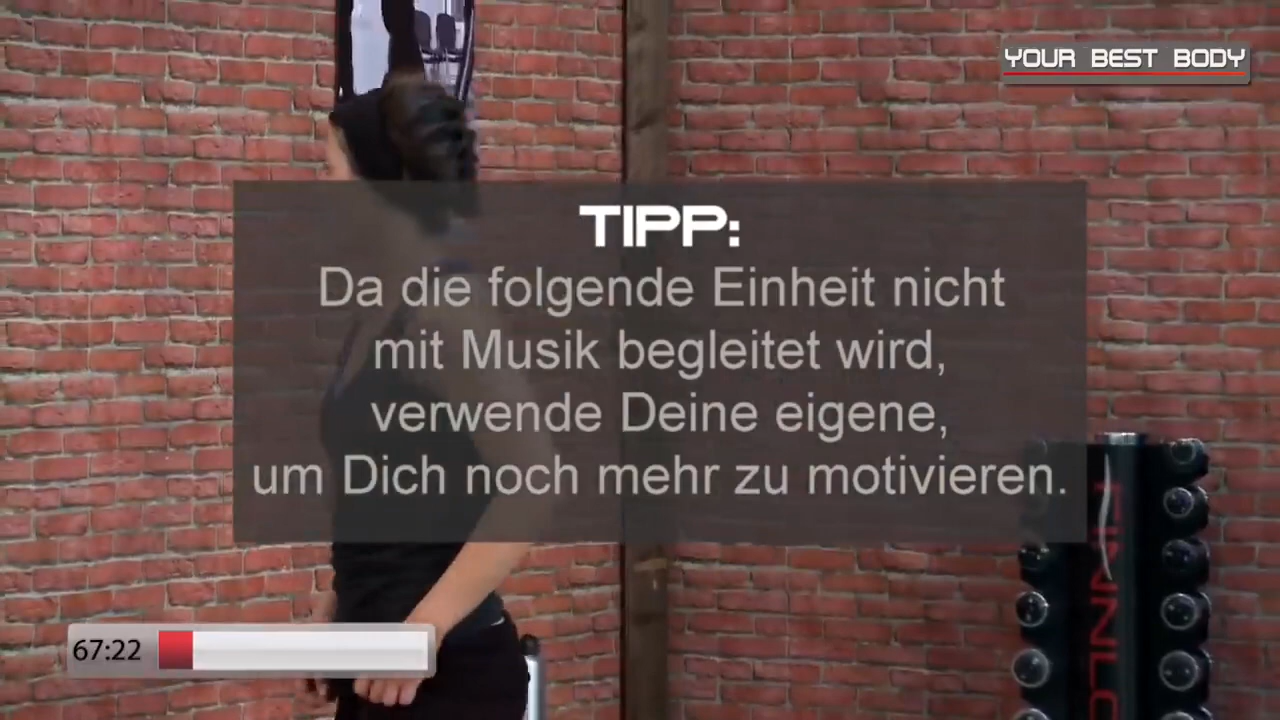 YOUR BEST BODY
TIPP:
Da die folgende Einheit nicht
mit Musik begleitet wird,
verwende Deine eigene,
um Dich noch mehr zu motivieren.
67:22